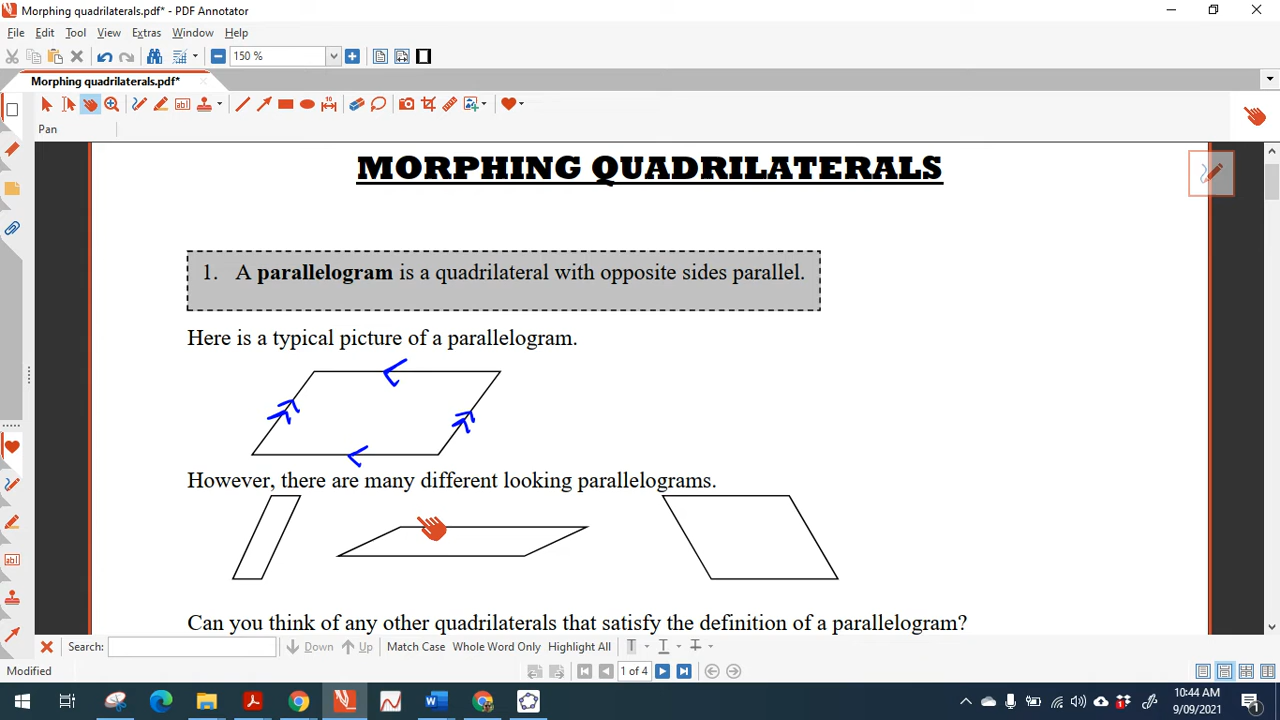 Morphing quadrilaterals.pdf* - PDF Annotator
File Edit Tool View Extras Window Help
150 %
Morphing quadrilaterals.pdf*
Pan
MORPHING QUADRILATERALS
1. A parallelogram is a quadrilateral with opposite sides parallel.
Here is a typical picture of a parallelogram.
However, there are many different looking parallelograms.
Can you think of any other quadrilaterals that satisfy the definition of a parallelogram?
Search: Down Up Match Case Whole Word Only Highlight All
Modified
1 of 4
10:44 AM
9/09/2021